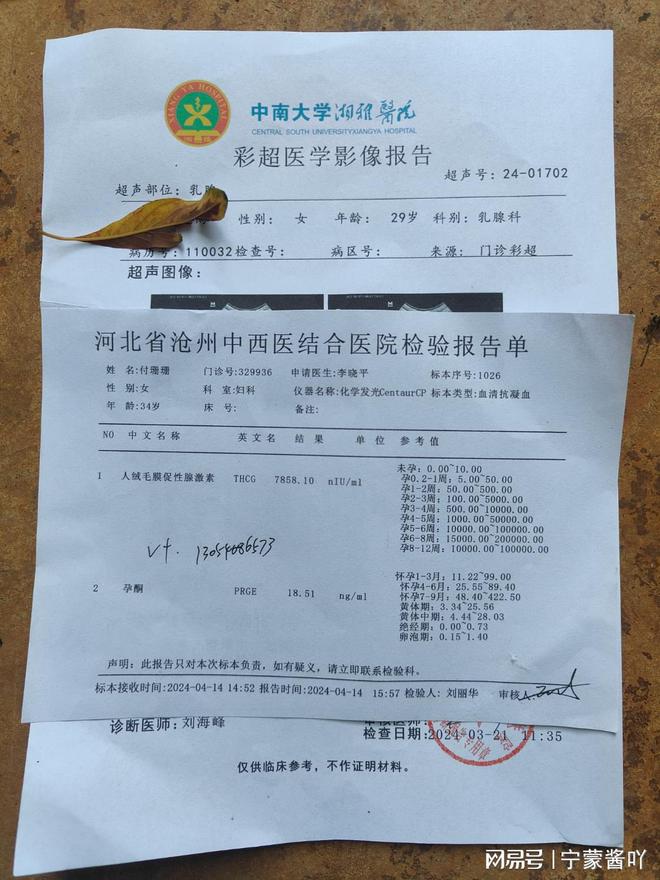 XIANG YA HOSPITAL
中南大学湘雅醫院
CENTRAL SOUTH UNIVERSITYXIANGYA HOSPITAL
彩超医学影像报告
超声号：24-01702
超声部位：乳
性别： 女 年龄： 29岁 科别：乳腺科
病历号：110032 检查号： 病区号： 来源： 门诊彩超
超声图像：
河北省沧州中西医结合医院检验报告单
姓 名:付珊珊 门诊号:329936 申请医生:李晓平 标本序号:1026
性 别:女 科 室:妇科 仪器名称:化学发光CentaurCP 标本类型:血清抗凝血
年 龄:34岁 床 号: 备注:
NO 中文名称 英文名 结 果 单 位 参考值
1 人绒毛膜促性腺激素 THCG 7858.10 nIU/ml 未孕: 0.00~10.00
孕0.2-1周: 5.00~50.00
孕1-2周: 50.00~500.00
孕2-3周: 100.00~5000.00
孕3-4周: 500.00~10000.00
孕4-5周: 1000.00~50000.00
孕5-6周: 10000.00~100000.00
孕6-8周: 15000.00~200000.00
孕8-12周: 10000.00~100000.00
13054686573
2 孕酮 PRGE 18.51 ng/ml 怀孕1-3月: 11.22~99.00
怀孕4-6月: 25.55~89.40
怀孕7-9月: 48.40~422.50
黄体期: 3.34~25.56
黄体中期: 4.44~28.03
绝经期: 0.00~0.73
卵泡期: 0.15~1.40
声明: 此报告只对本次标本负责，如有疑义，请立即联系检验科。
标本接收时间:2024-04-14 14:52 报告时间:2024-04-14 15:57 检验人: 刘丽华 审核人:
诊断医师：刘海峰 审核医师：
检查日期:2024-03-21 11:35
专用章
仅供临床参考，不作证明材料。
网易号 | 宁蒙酱吖